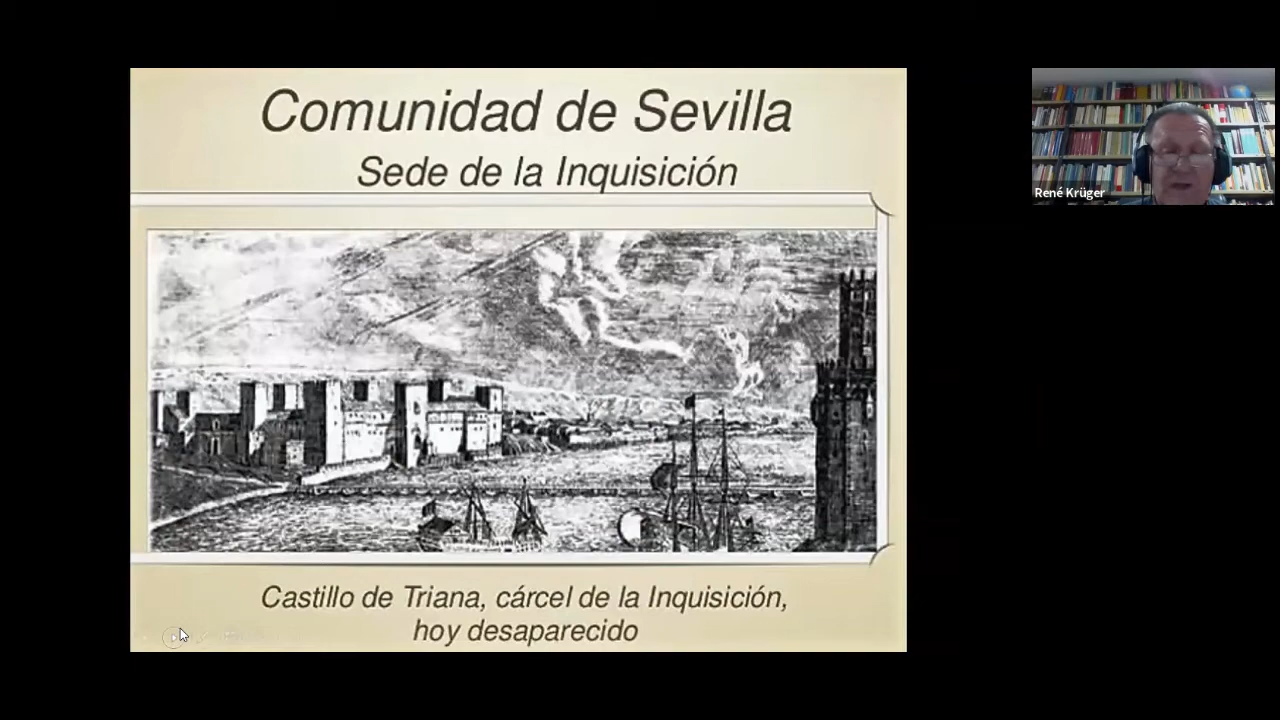 Comunidad de Sevilla
Sede de la Inquisición
René Krüger
Castillo de Triana, cárcel de la Inquisición,
hoy desaparecido